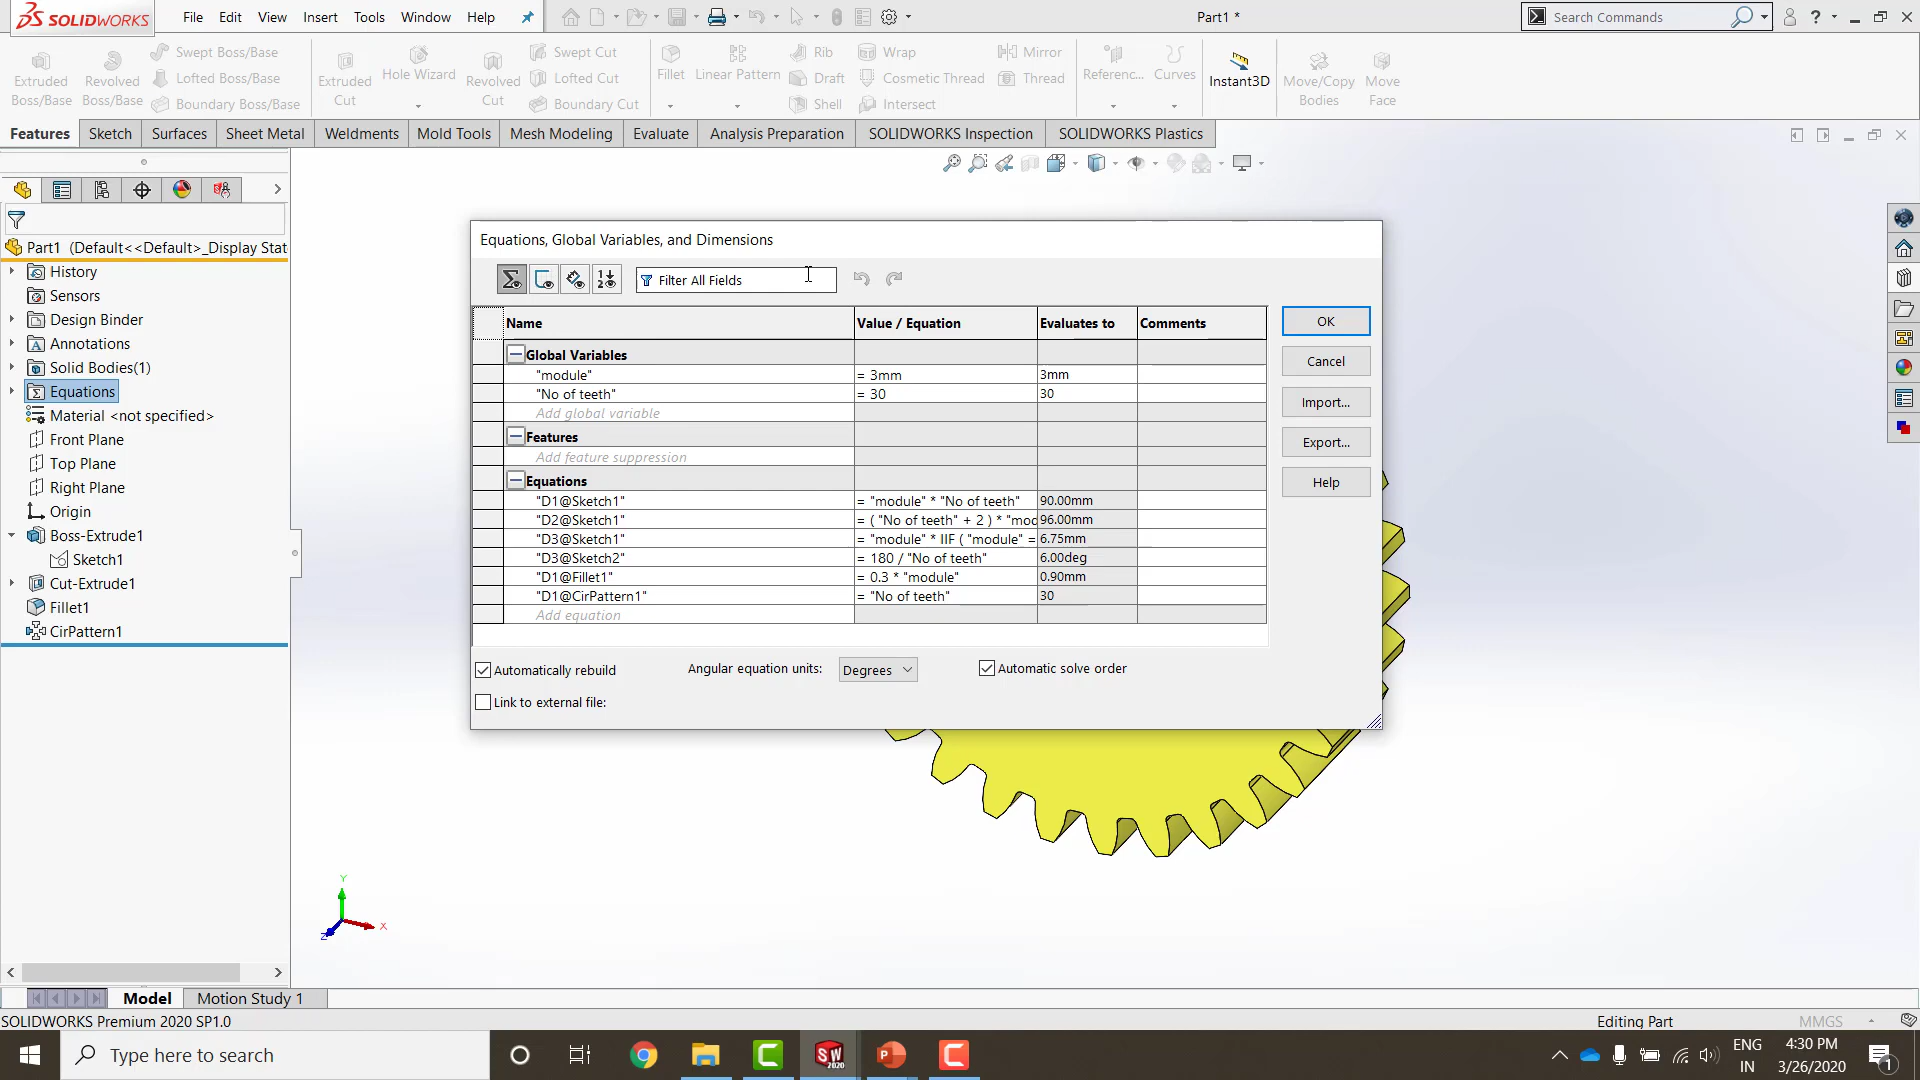 SOLIDWORKS File Edit View Insert Tools Window Help Part1 * Search Commands ?
Extruded Boss/Base
Revolved Boss/Base
Swept Boss/Base
Lofted Boss/Base
Boundary Boss/Base
Extruded Cut
Hole Wizard
Revolved Cut
Swept Cut
Lofted Cut
Boundary Cut
Fillet
Linear Pattern
Rib
Draft
Shell
Wrap
Cosmetic Thread
Intersect
Mirror
Thread
Referenc...
Curves
Instant3D
Move/Copy Bodies
Move Face
Features Sketch Surfaces Sheet Metal Weldments Mold Tools Mesh Modeling Evaluate Analysis Preparation SOLIDWORKS Inspection SOLIDWORKS Plastics
Part1 (Default<<Default>_Display Stat
History
Sensors
Design Binder
Annotations
Solid Bodies(1)
Equations
Material <not specified>
Front Plane
Top Plane
Right Plane
Origin
Boss-Extrude1
Sketch1
Cut-Extrude1
Fillet1
CirPattern1
Equations, Global Variables, and Dimensions
Filter All Fields
Name Value / Equation Evaluates to Comments
Global Variables
"module" = 3mm 3mm
"No of teeth" = 30 30
Add global variable
Features
Add feature suppression
Equations
"D1@Sketch1" = "module" * "No of teeth" 90.00mm
"D2@Sketch1" = ( "No of teeth" + 2 ) * "mod 96.00mm
"D3@Sketch1" = "module" * IIF ( "module" = 6.75mm
"D3@Sketch2" = 180 / "No of teeth" 6.00deg
"D1@Fillet1" = 0.3 * "module" 0.90mm
"D1@CirPattern1" = "No of teeth" 30
Add equation
OK
Cancel
Import...
Export...
Help
Automatically rebuild Angular equation units: Degrees Automatic solve order
Link to external file:
Y
X
Z
Model Motion Study 1
SOLIDWORKS Premium 2020 SP1.0 Editing Part MMGS
Type here to search
SW
2020
ENG
IN
4:30 PM
3/26/2020
1